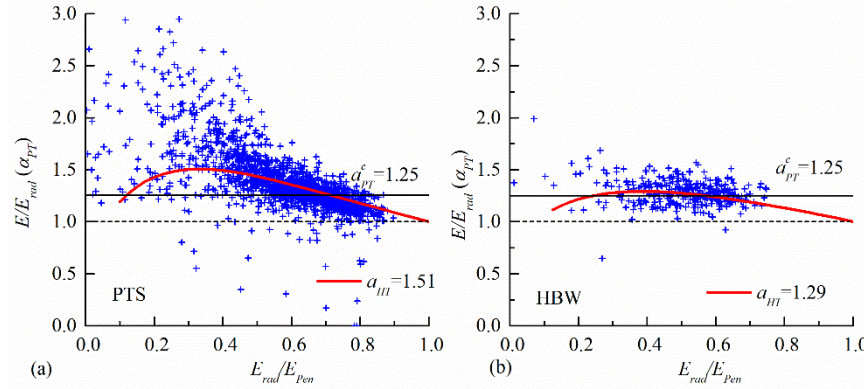 3.0
2.5
2.0
1.5
1.0
0.5
0.0
E/E_rad (α_PT)
a^c_PT=1.25
a_HI=1.51
PTS
0.0 0.2 0.4 0.6 0.8 1.0
(a) E_rad/E_Pen
3.0
2.5
2.0
1.5
1.0
0.5
0.0
E/E_rad (α_PT)
a^c_PT=1.25
a_HI=1.29
HBW
0.0 0.2 0.4 0.6 0.8 1.0
(b) E_rad/E_Pen